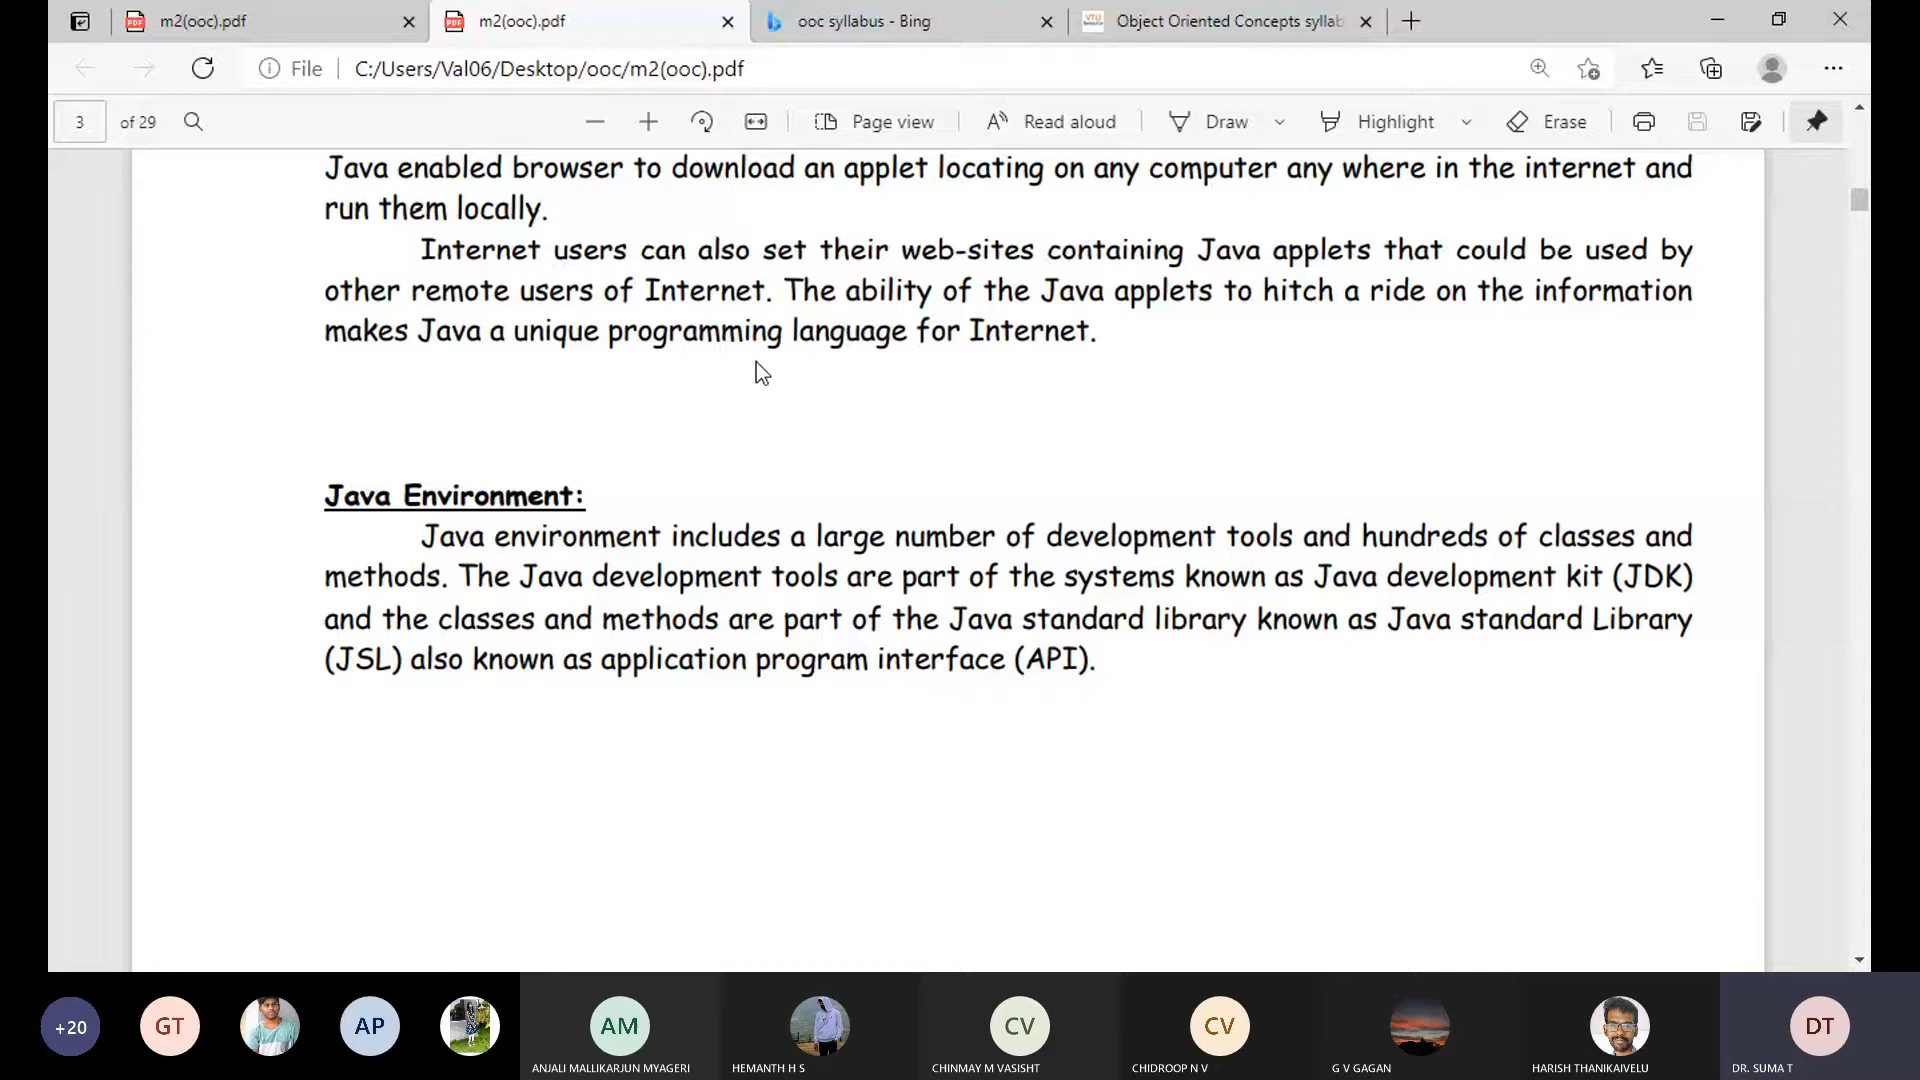 m2(ooc).pdf
m2(ooc).pdf
ooc syllabus - Bing
Object Oriented Concepts syllab
File
C:/Users/Val06/Desktop/ooc/m2(ooc).pdf
3 of 29
Page view
Read aloud
Draw
Highlight
Erase
Java enabled browser to download an applet locating on any computer any where in the internet and
run them locally.
Internet users can also set their web-sites containing Java applets that could be used by
other remote users of Internet. The ability of the Java applets to hitch a ride on the information
makes Java a unique programming language for Internet.
Java Environment:
Java environment includes a large number of development tools and hundreds of classes and
methods. The Java development tools are part of the systems known as Java development kit (JDK)
and the classes and methods are part of the Java standard library known as Java standard Library
(JSL) also known as application program interface (API).
+20
GT
AP
AM
CV
CV
DT
ANJALI MALLIKARJUN MYAGERI
HEMANTH H S
CHINMAY M VASISHT
CHIDROOP N V
G V GAGAN
HARISH THANIKAIVELU
DR. SUMA T